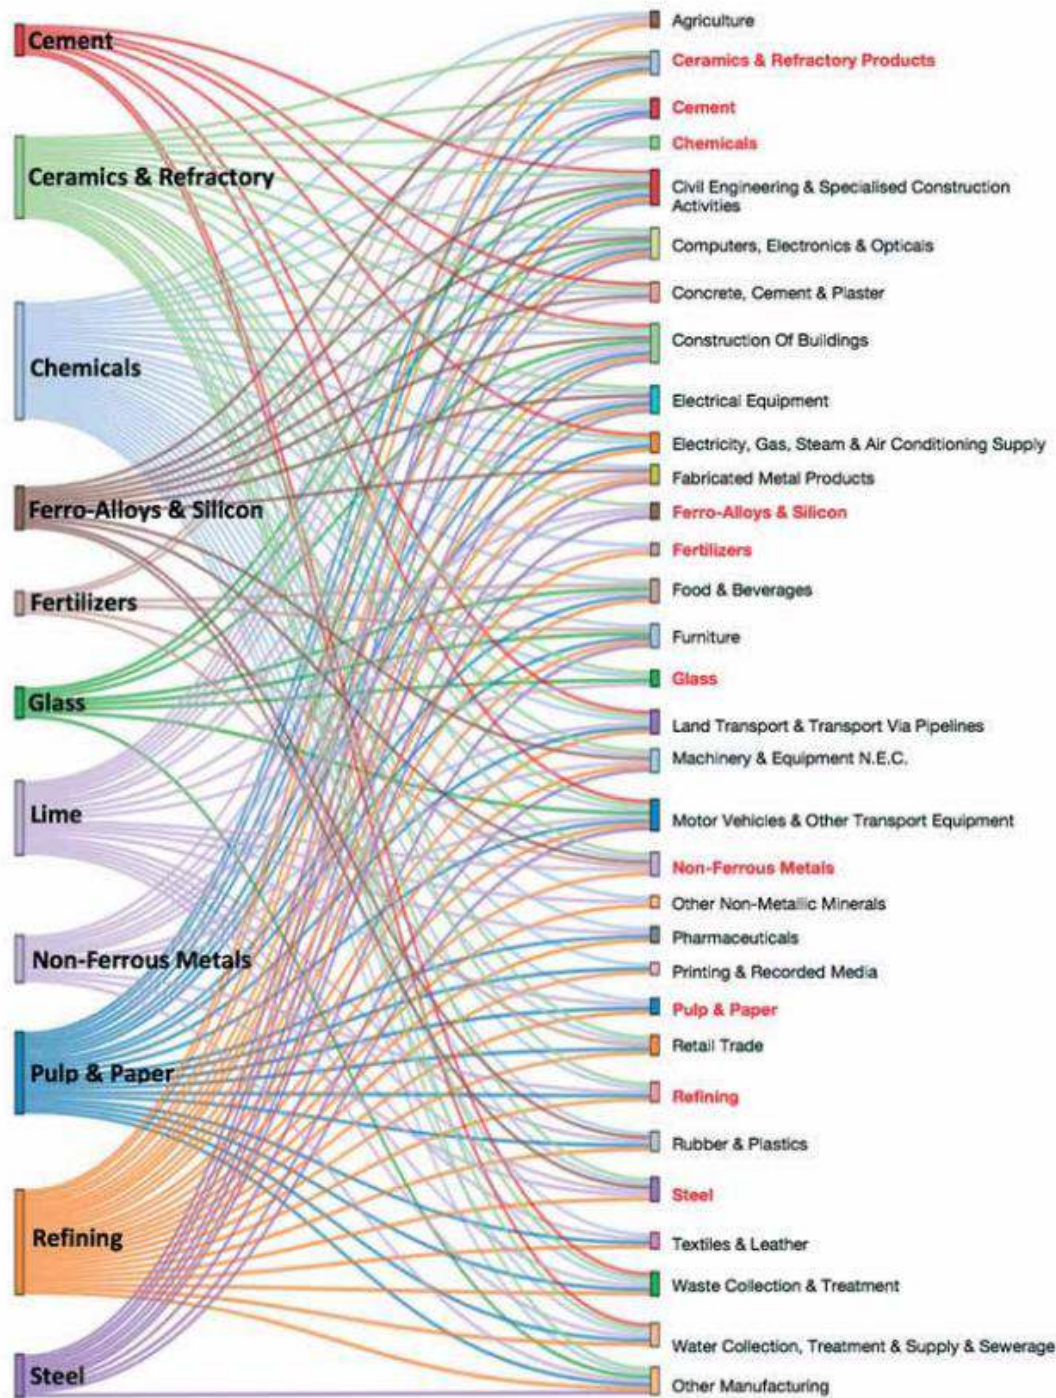 Cement
Ceramics & Refractory
Chemicals
Ferro-Alloys & Silicon
Fertilizers
Glass
Lime
Non-Ferrous Metals
Pulp & Paper
Refining
Steel
Agriculture
Ceramics & Refractory Products
Cement
Chemicals
Civil Engineering & Specialised Construction
Activities
Computers, Electronics & Opticals
Concrete, Cement & Plaster
Construction Of Buildings
Electrical Equipment
Electricity, Gas, Steam & Air Conditioning Supply
Fabricated Metal Products
Ferro-Alloys & Silicon
Fertilizers
Food & Beverages
Furniture
Glass
Land Transport & Transport Via Pipelines
Machinery & Equipment N.E.C.
Motor Vehicles & Other Transport Equipment
Non-Ferrous Metals
Other Non-Metallic Minerals
Pharmaceuticals
Printing & Recorded Media
Pulp & Paper
Retail Trade
Refining
Rubber & Plastics
Steel
Textiles & Leather
Waste Collection & Treatment
Water Collection, Treatment & Supply & Sewerage
Other Manufacturing